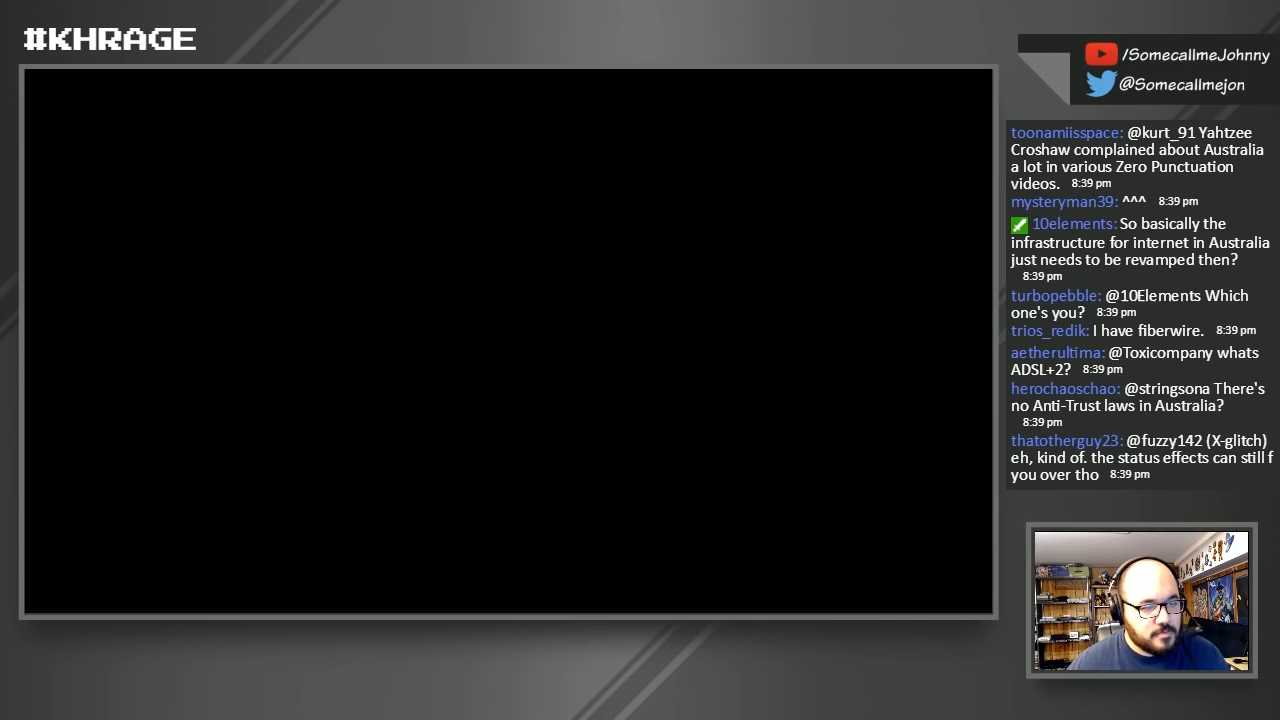 #KHRAGE
/SomecallmeJohnny
@Somecallmejon
toonamiisspace: @kurt_91 Yahtzee
Croshaw complained about Australia
a lot in various Zero Punctuation
videos. 8:39 pm
mysteryman39: ^^^ 8:39 pm
10elements: So basically the
infrastructure for internet in Australia
just needs to be revamped then?
8:39 pm
turbopebble: @10Elements Which
one's you? 8:39 pm
trios_redik: I have fiberwire. 8:39 pm
aetherultima: @Toxicompany whats
ADSL+2? 8:39 pm
herochaoschao: @stringsona There's
no Anti-Trust laws in Australia?
8:39 pm
thatotherguy23: @fuzzy142 (X-glitch)
eh, kind of. the status effects can still f
you over tho 8:39 pm